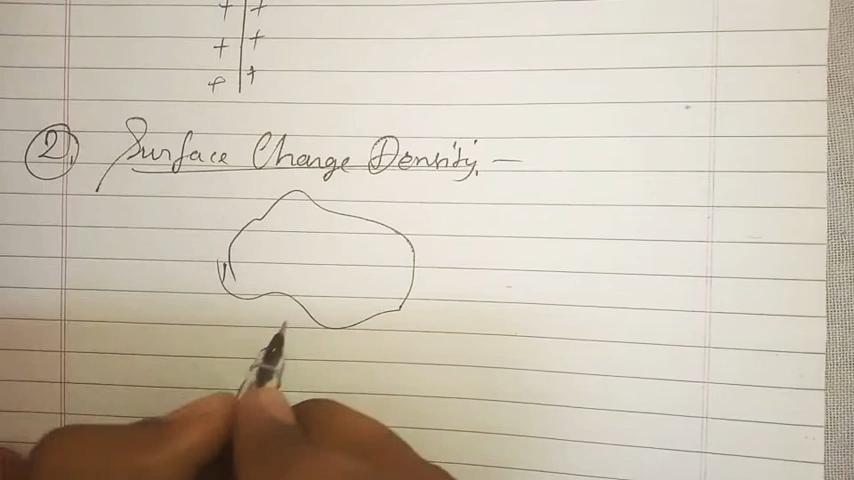 + +
+ +
+ +
2 Surface Charge Density. —